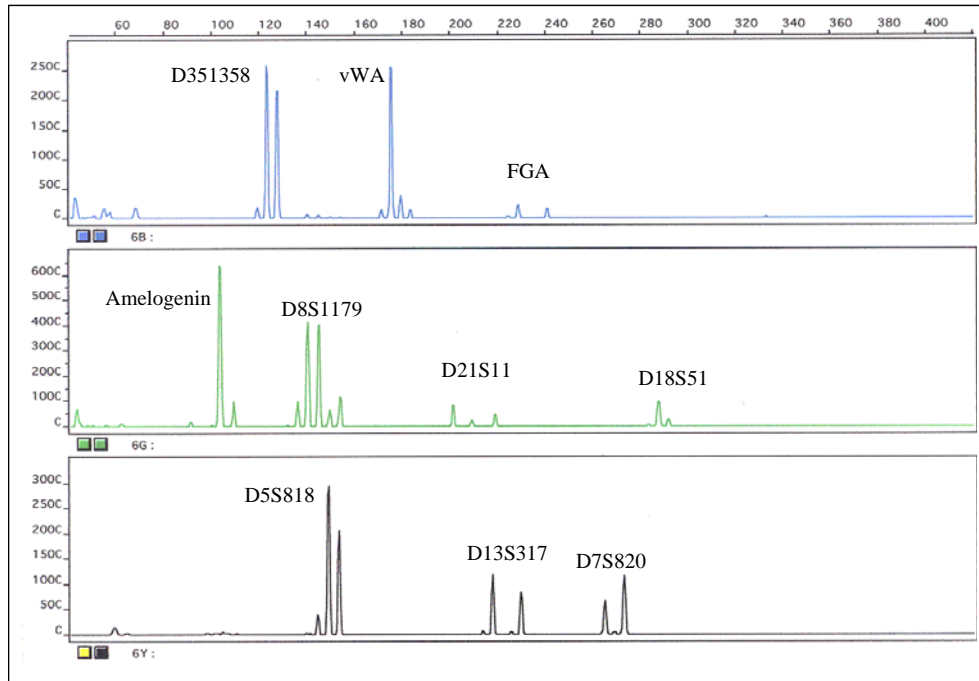 60 80 100 120 140 160 180 200 220 240 260 280 300 320 340 360 380 400
D351358
vWA
FGA
250C
200C
150C
100C
50C
C
6B :
Amelogenin
D8S1179
D21S11
D18S51
600C
500C
400C
300C
200C
100C
C
6G :
D5S818
D13S317
D7S820
300C
250C
200C
150C
100C
50C
C
6Y :